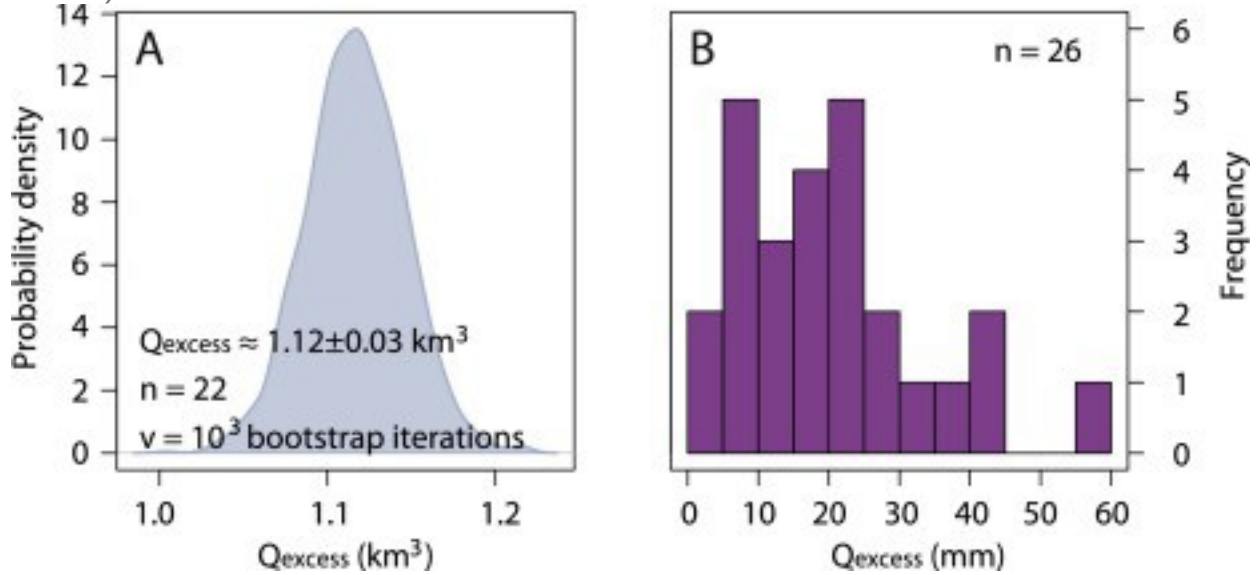 A
14
12
10
8
6
4
2
0
Probability density
Qexcess ≈ 1.12±0.03 km³
n = 22
v = 10³ bootstrap iterations
1.0 1.1 1.2
Qexcess (km³)
B
n = 26
6
5
4
3
2
1
0
Frequency
0 10 20 30 40 50 60
Qexcess (mm)